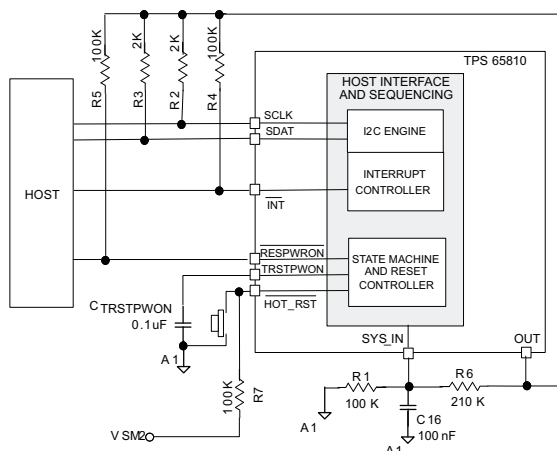 100K
2K
2K
100K
R5
R3
R2
R4
TPS 65810
HOST INTERFACE
AND SEQUENCING
SCLK
SDAT
I2C ENGINE
INTERRUPT
CONTROLLER
HOST
INT
RESPWRON
TRSTPWON
STATE MACHINE
AND RESET
CONTROLLER
HOT_RST
C TRSTPWON
0.1uF
A1
SYS_IN
OUT
100K
R7
R1
100 K
R6
210 K
A1
C16
100 nF
A1
V SM2